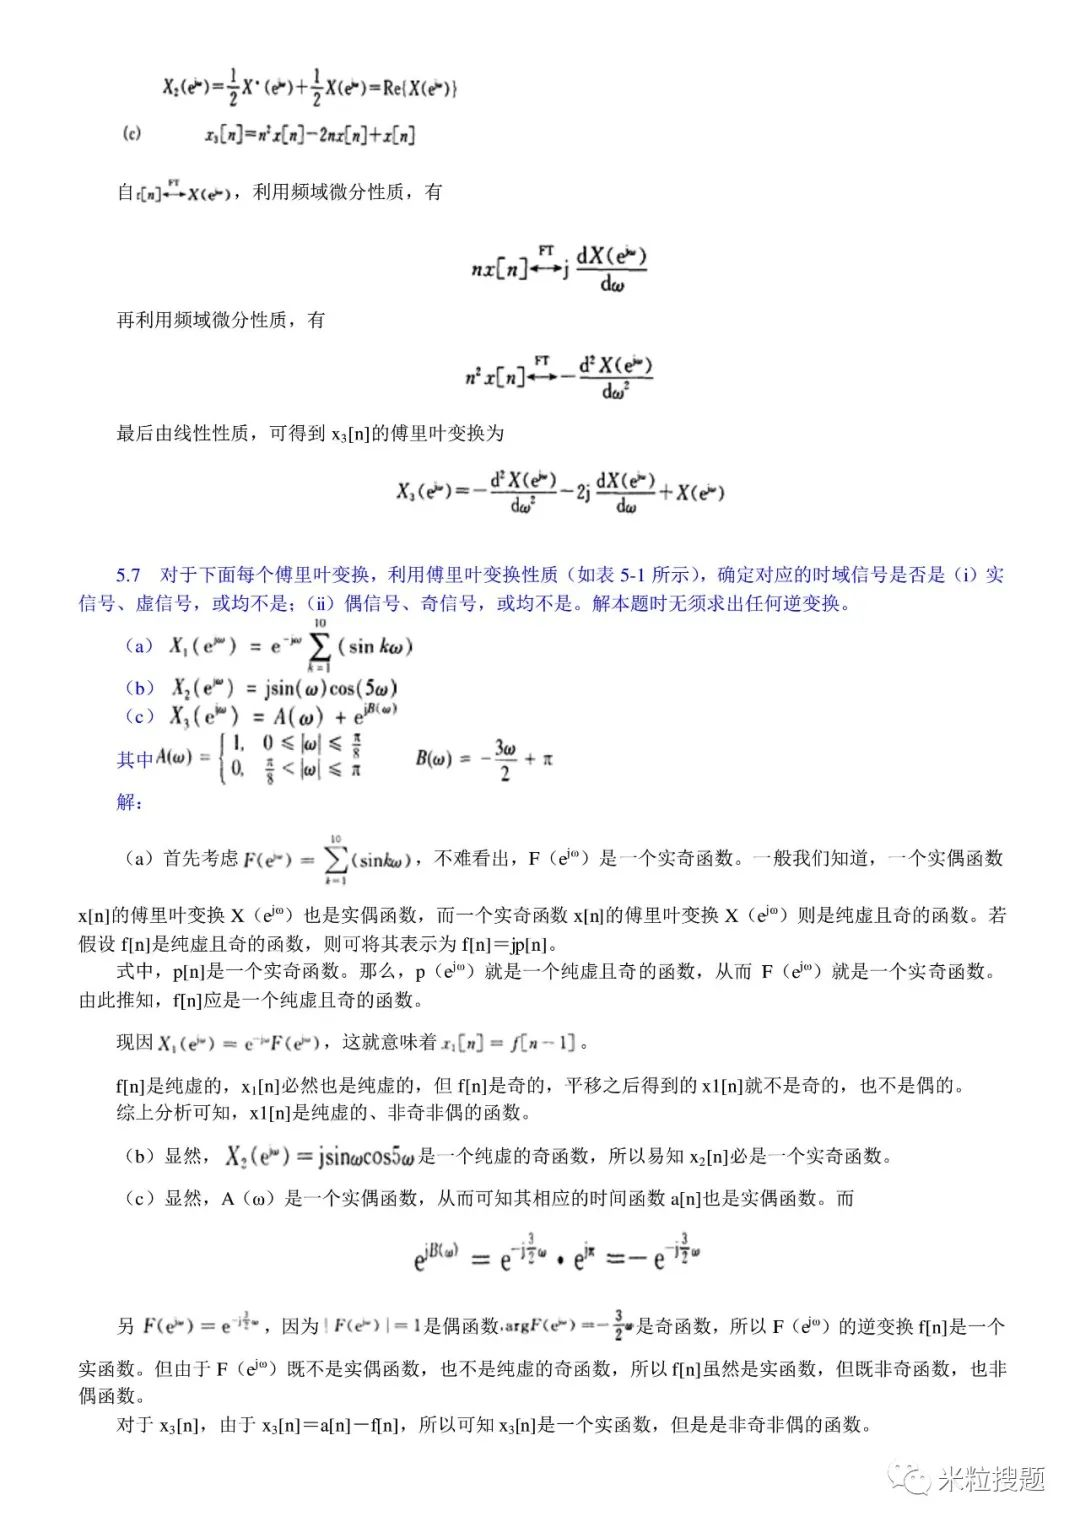 X₂(e^{jω})=½X*(e^{jω})+½X(e^{jω})=Re{X(e^{jω})}
(c) x₃[n]=n²x[n]−2nx[n]+x[n]
自x[n] ⟷^{FT} X(e^{jω})，利用频域微分性质，有
nx[n] ⟷^{FT} j dX(e^{jω})/dω
再利用频域微分性质，有
n²x[n] ⟷^{FT} − d²X(e^{jω})/dω²
最后由线性性质，可得到 x₃[n]的傅里叶变换为
X₃(e^{jω})=− d²X(e^{jω})/dω² −2j dX(e^{jω})/dω +X(e^{jω})
5.7 对于下面每个傅里叶变换，利用傅里叶变换性质（如表 5-1 所示），确定对应的时域信号是否是（i）实
信号、虚信号，或均不是；（ii）偶信号、奇信号，或均不是。解本题时无须求出任何逆变换。
（a） X₁(e^{jω}) = e^{−jω} ∑_{k=1}^{10} (sin kω)
（b） X₂(e^{jω}) = jsin(ω)cos(5ω)
（c） X₃(e^{jω}) = A(ω) + e^{jB(ω)}
其中A(ω) = { 1, 0 ≤ |ω| ≤ π/8; 0, π/8 < |ω| ≤ π    B(ω) = − 3ω/2 + π
解：
（a）首先考虑 F(e^{jω}) = ∑_{k=1}^{10} (sinkω)，不难看出，F（e^{jω}）是一个实奇函数。一般我们知道，一个实偶函数
x[n]的傅里叶变换 X（e^{jω}）也是实偶函数，而一个实奇函数 x[n]的傅里叶变换 X（e^{jω}）则是纯虚且奇的函数。若
假设 f[n]是纯虚且奇的函数，则可将其表示为 f[n]＝jp[n]。
式中，p[n]是一个实奇函数。那么，p（e^{jω}）就是一个纯虚且奇的函数，从而 F（e^{jω}）就是一个实奇函数。
由此推知，f[n]应是一个纯虚且奇的函数。
现因 X₁(e^{jω}) = e^{−jω}F(e^{jω})，这就意味着 x₁[n] = f[n−1]。
f[n]是纯虚的，x₁[n]必然也是纯虚的，但 f[n]是奇的，平移之后得到的 x1[n]就不是奇的，也不是偶的。
综上分析可知，x1[n]是纯虚的、非奇非偶的函数。
（b）显然， X₂(e^{jω})=jsinωcos5ω是一个纯虚的奇函数，所以易知 x₂[n]必是一个实奇函数。
（c）显然，A（ω）是一个实偶函数，从而可知其相应的时间函数 a[n]也是实偶函数。而
e^{jB(ω)} = e^{−j(3/2)ω} • e^{jπ} =− e^{−j(3/2)ω}
另 F(e^{jω}) = e^{−j(3/2)ω}，因为|F(e^{jω})|=1是偶函数,argF(e^{jω})=−(3/2)ω是奇函数，所以 F（e^{jω}）的逆变换 f[n]是一个
实函数。但由于 F（e^{jω}）既不是实偶函数，也不是纯虚的奇函数，所以 f[n]虽然是实函数，但既非奇函数，也非
偶函数。
对于 x₃[n]，由于 x₃[n]＝a[n]－f[n]，所以可知 x₃[n]是一个实函数，但是是非奇非偶的函数。
米粒搜题